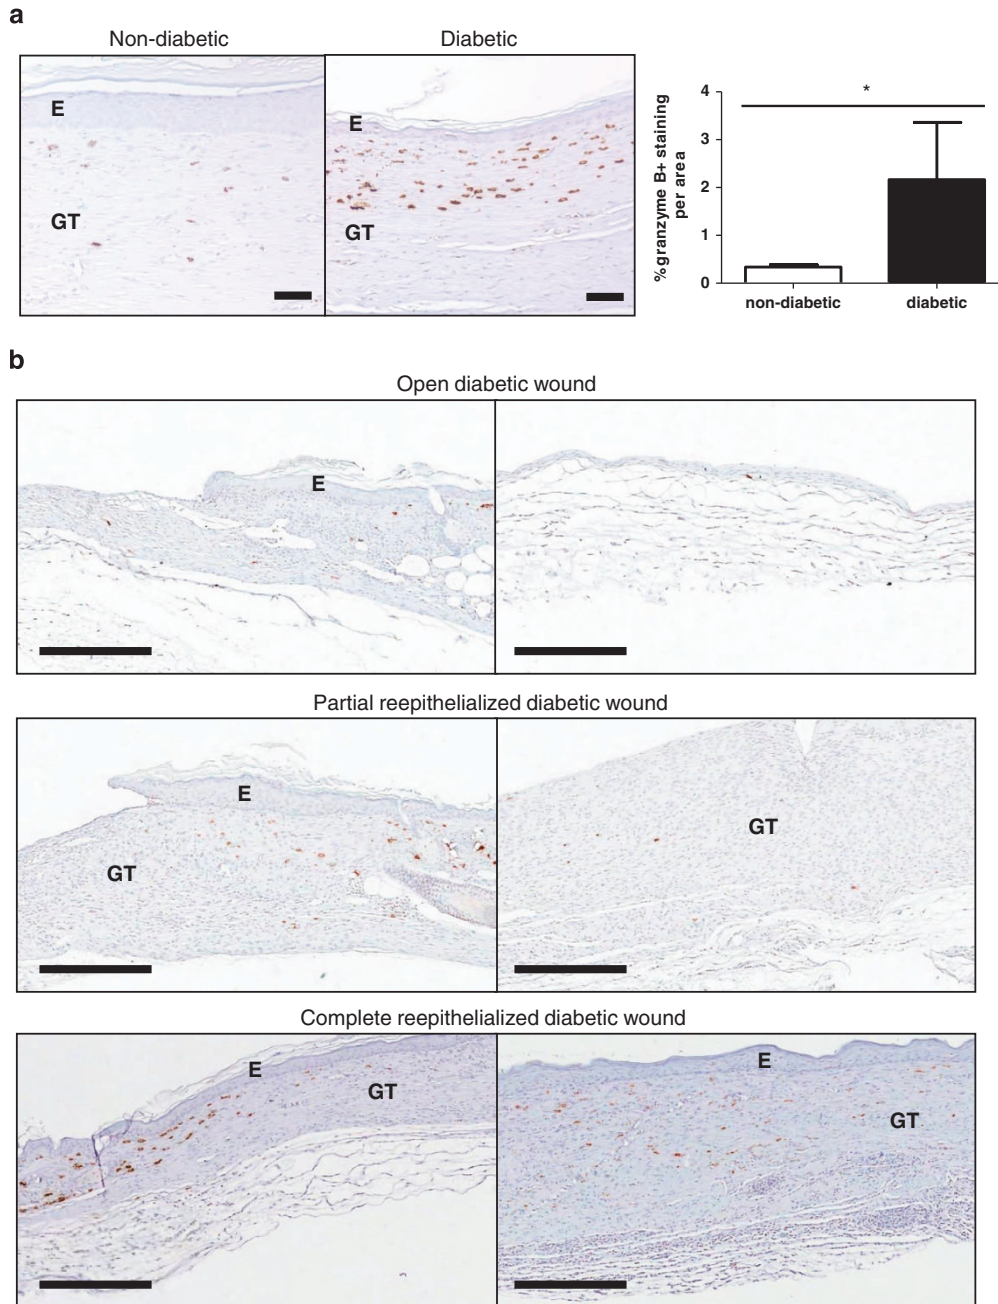 a
Non-diabetic
Diabetic
E
GT
E
GT
%granzyme B+ staining
per area
4
3
2
1
0
*
non-diabetic
diabetic
b
Open diabetic wound
E
Partial reepithelialized diabetic wound
E
GT
GT
Complete reepithelialized diabetic wound
E
GT
E
GT